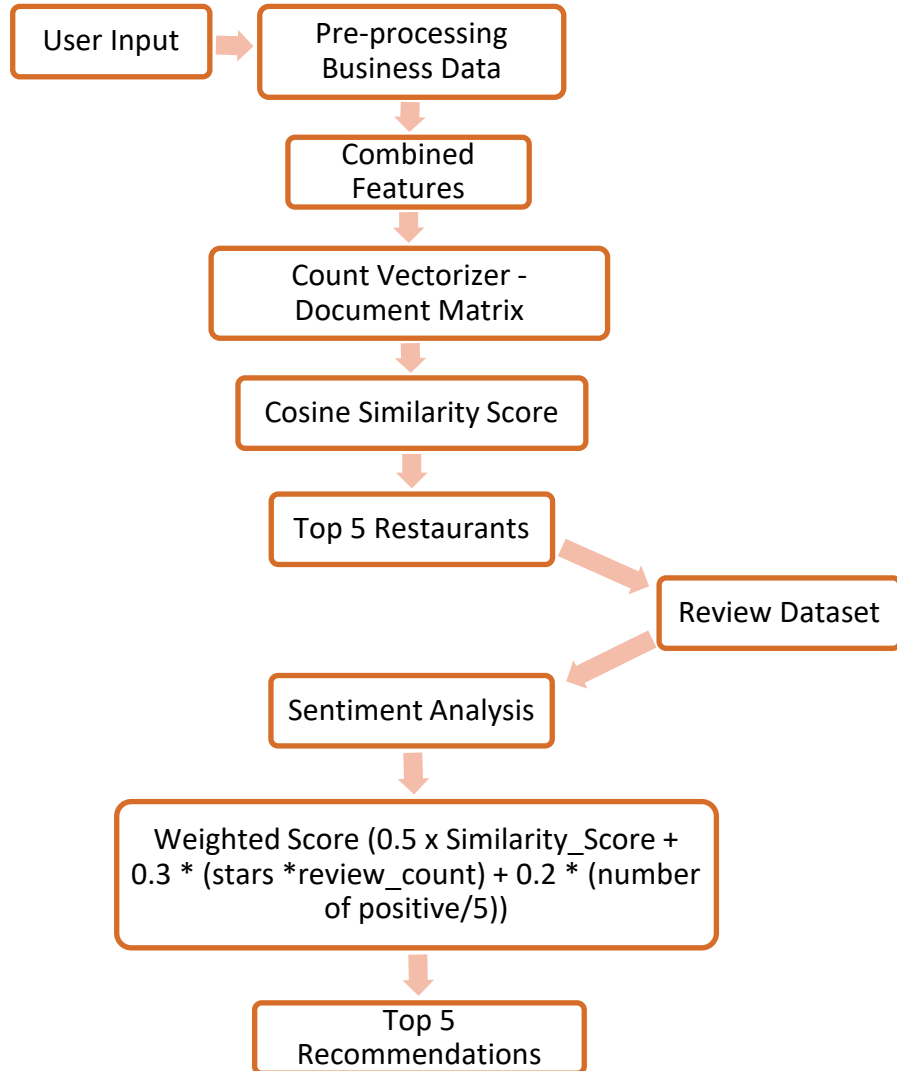 User Input
Pre-processing
Business Data
Combined
Features
Count Vectorizer -
Document Matrix
Cosine Similarity Score
Top 5 Restaurants
Review Dataset
Sentiment Analysis
Weighted Score (0.5 x Similarity_Score +
0.3 * (stars *review_count) + 0.2 * (number
of positive/5))
Top 5
Recommendations